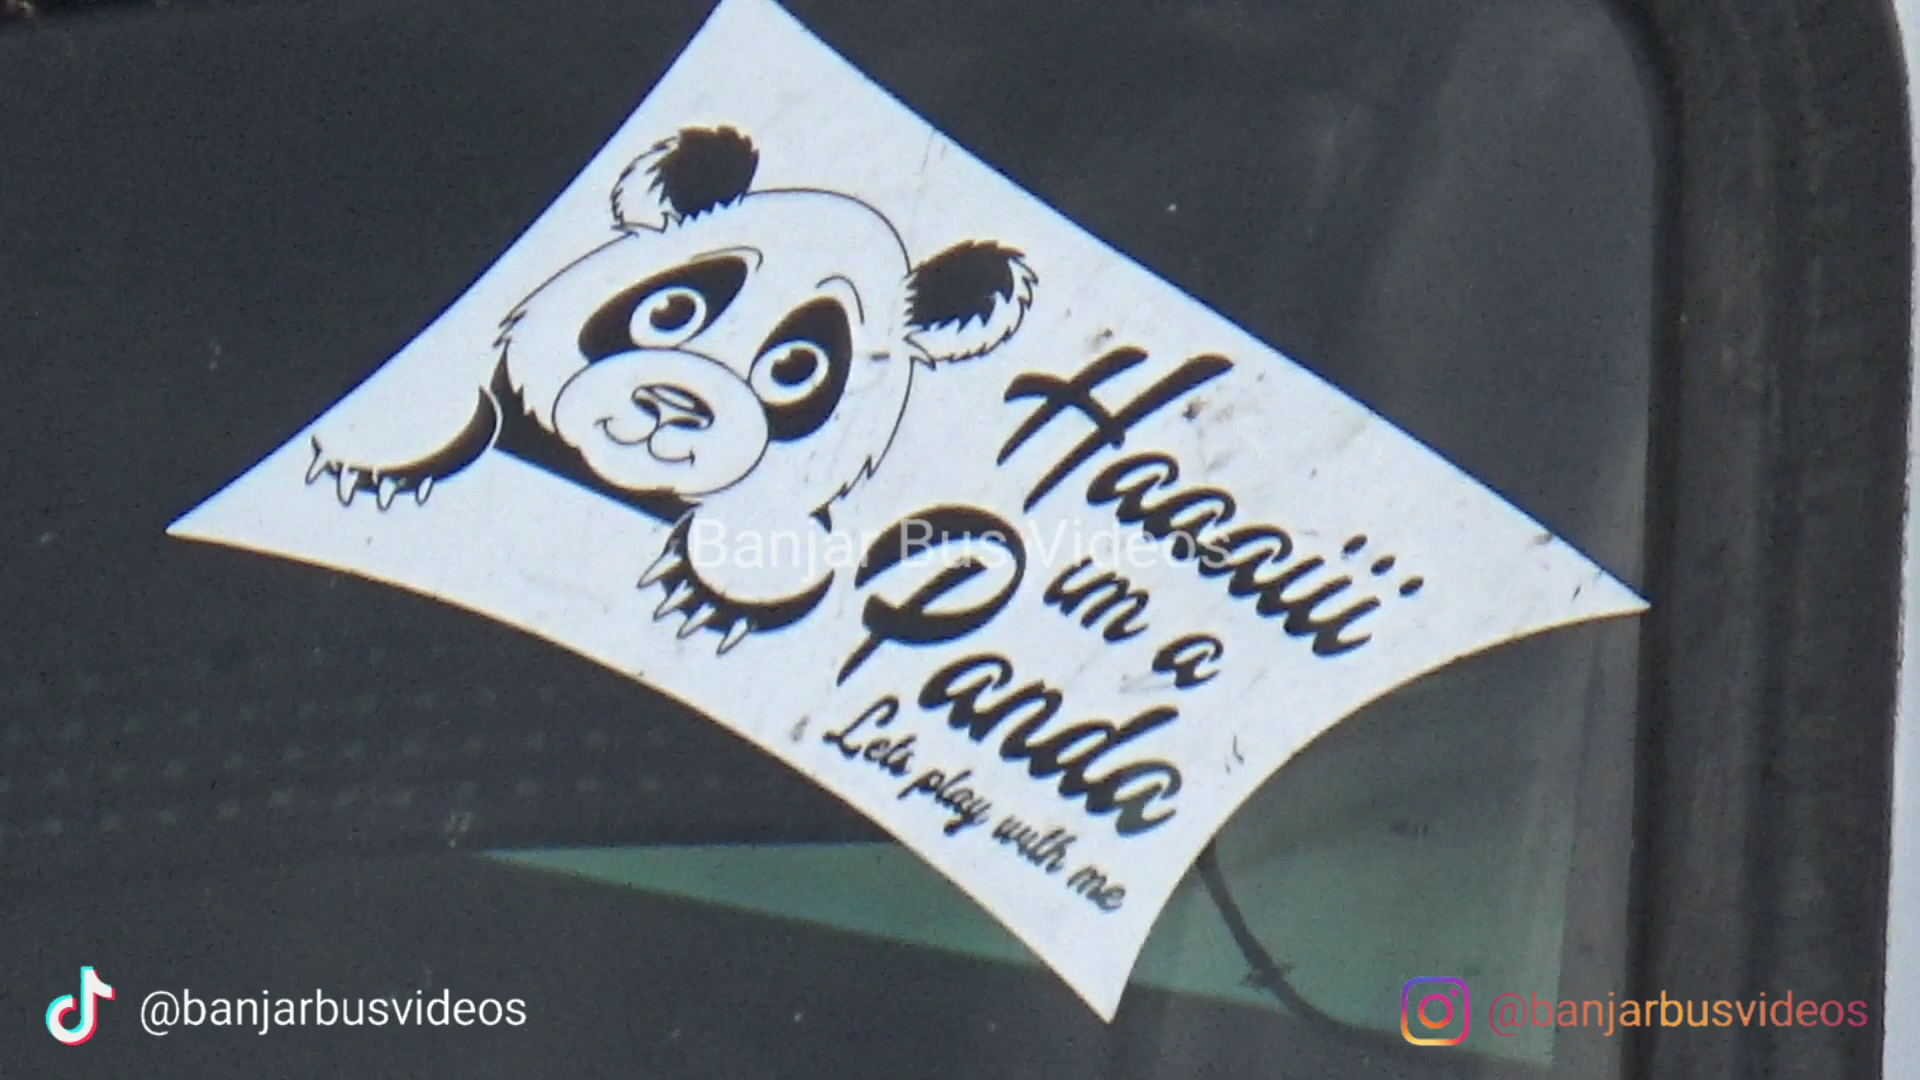 Haaaiii
im a
Panda
Lets play with me
Banjar Bus Videos
@banjarbusvideos
@banjarbusvideos